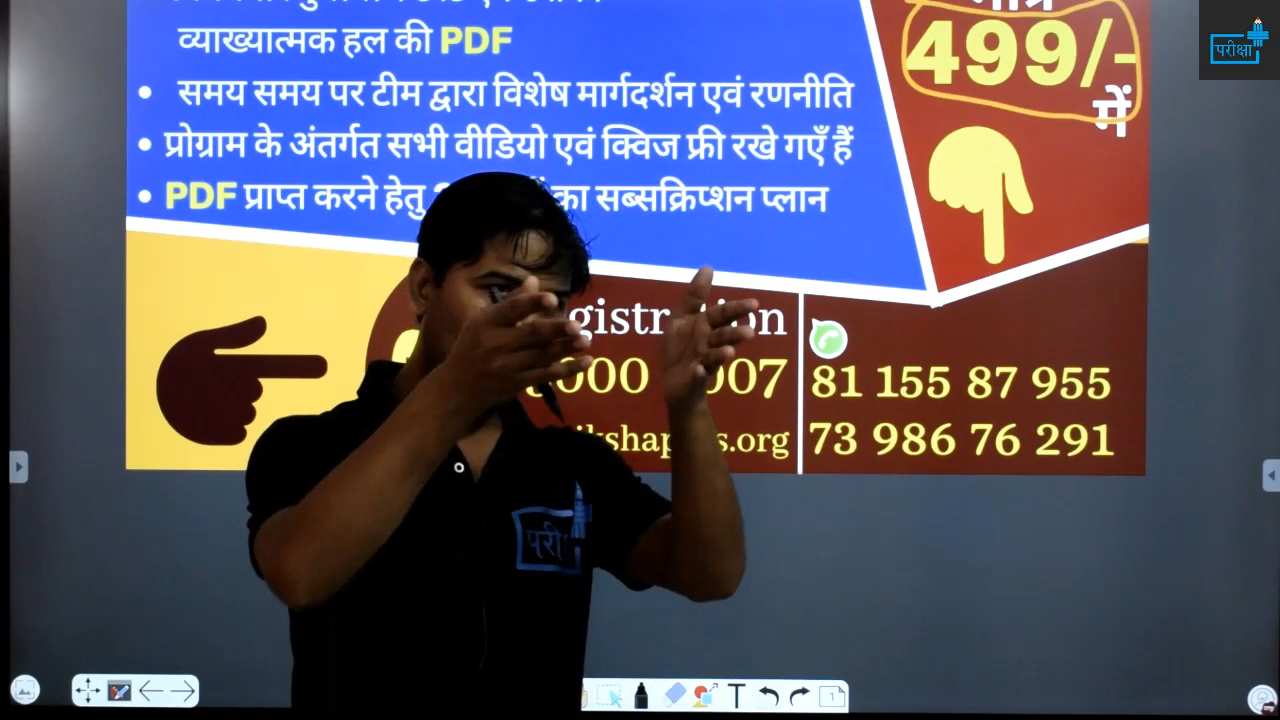 व्याख्यात्मक हल की PDF
• समय समय पर टीम द्वारा विशेष मार्गदर्शन एवं रणनीति
• प्रोग्राम के अंतर्गत सभी वीडियो एवं क्विज फ्री रखे गएँ हैं
• PDF प्राप्त करने हेतु का सब्सक्रिप्शन प्लान
मात्र
499/-
में
परीक्षा
81 155 87 955
73 986 76 291
T
1